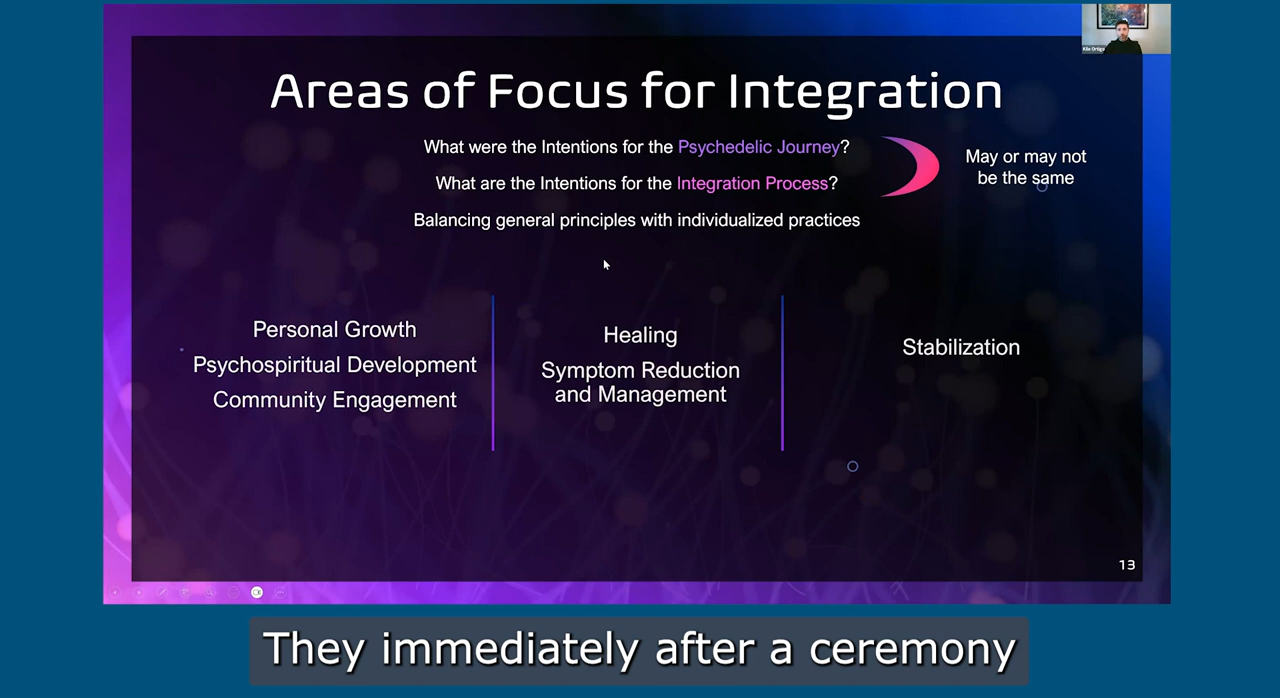 Kile Ortigo
Areas of Focus for Integration
What were the Intentions for the Psychedelic Journey?
What are the Intentions for the Integration Process?
May or may not
be the same
Balancing general principles with individualized practices
Personal Growth
Psychospiritual Development
Community Engagement
Healing
Symptom Reduction
and Management
Stabilization
13
They immediately after a ceremony